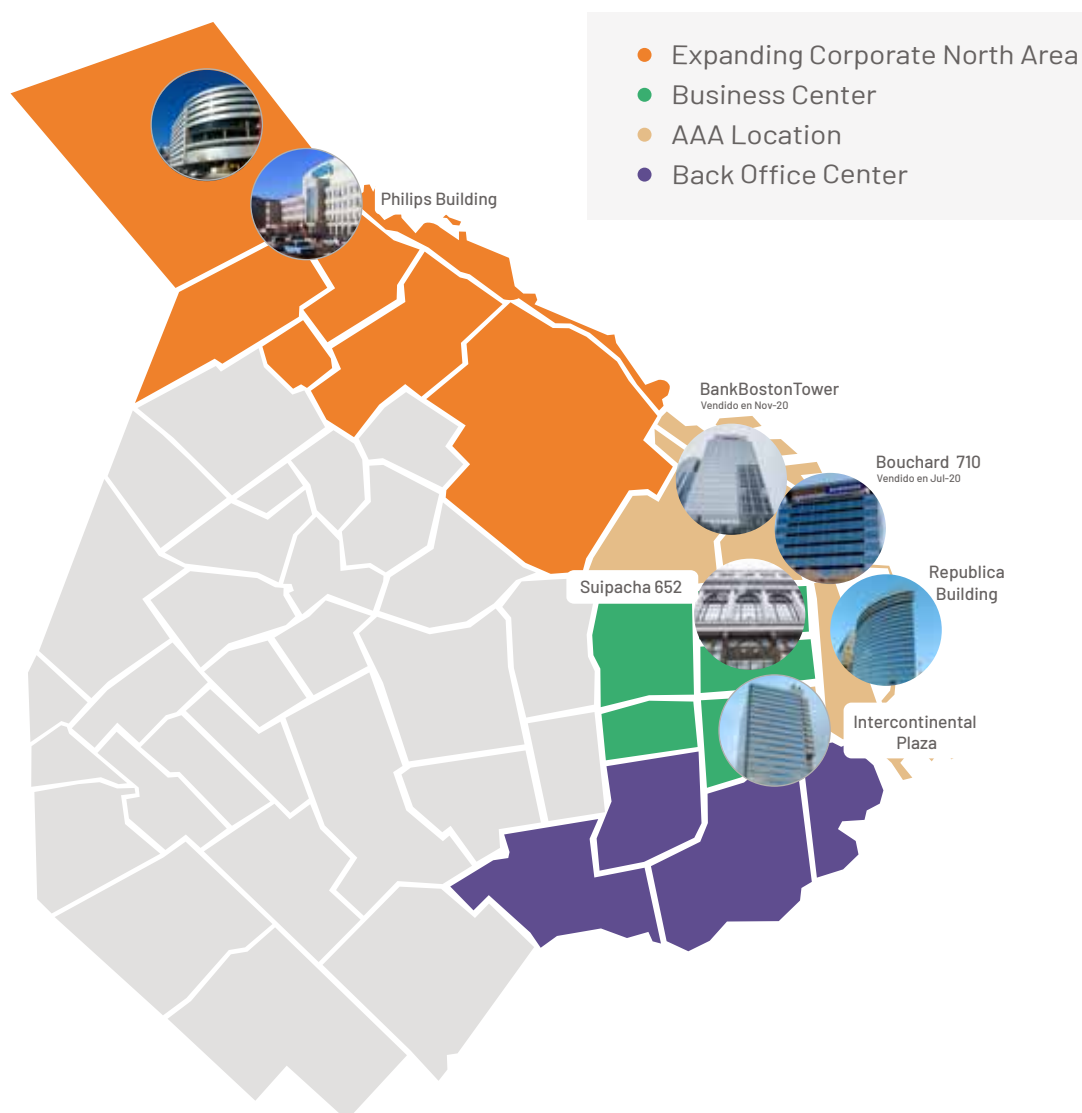 Expanding Corporate North Area
Business Center
AAA Location
Back Office Center
Philips Building
BankBostonTower
Vendido en Nov-20
Bouchard 710
Vendido en Jul-20
Republica
Building
Suipacha 652
Intercontinental
Plaza